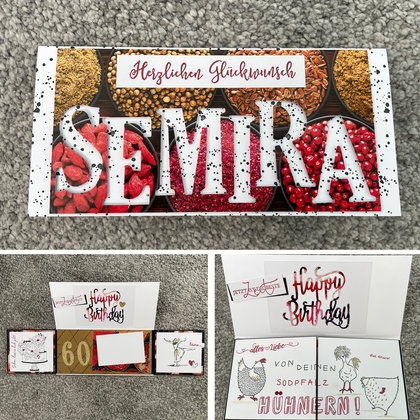 Herzlichen Glückwunsch
SEMIRA
Happy
Birthday
60
Happy
Birthday
Alles Liebe
VON DEINEN
SÜDPFALZ
HÜHNERN!